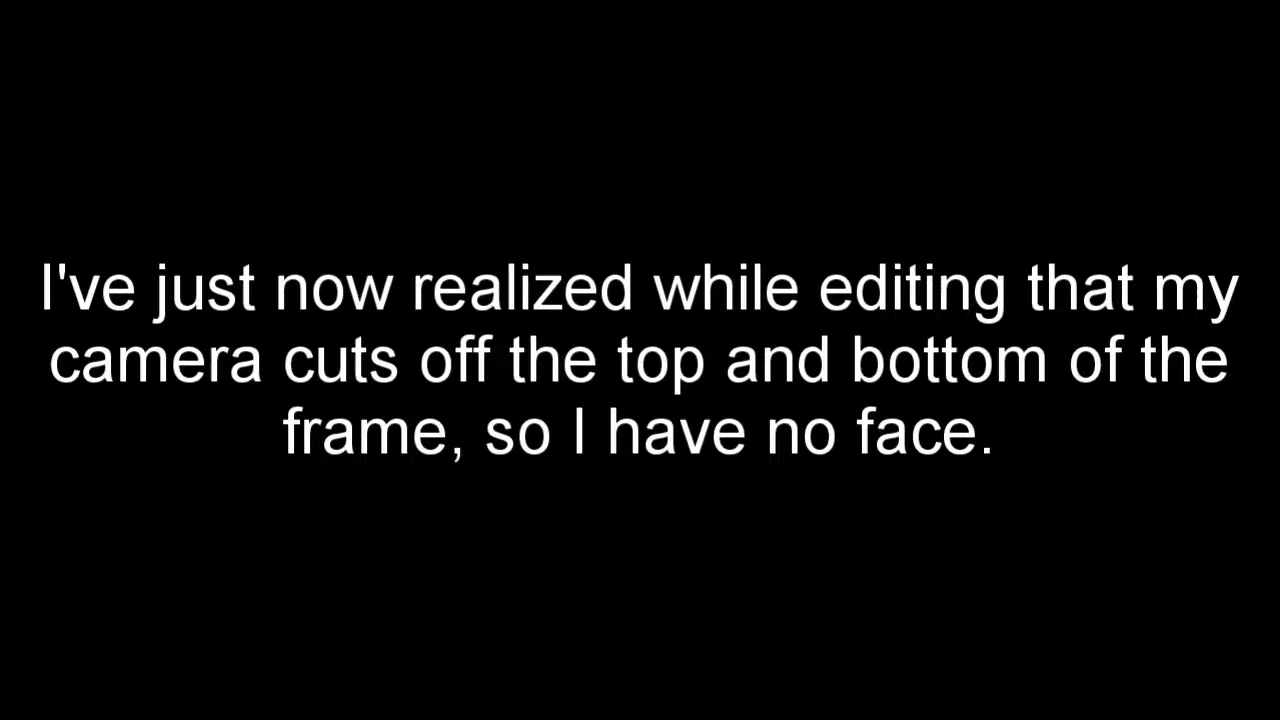 I've just now realized while editing that my
camera cuts off the top and bottom of the
frame, so I have no face.